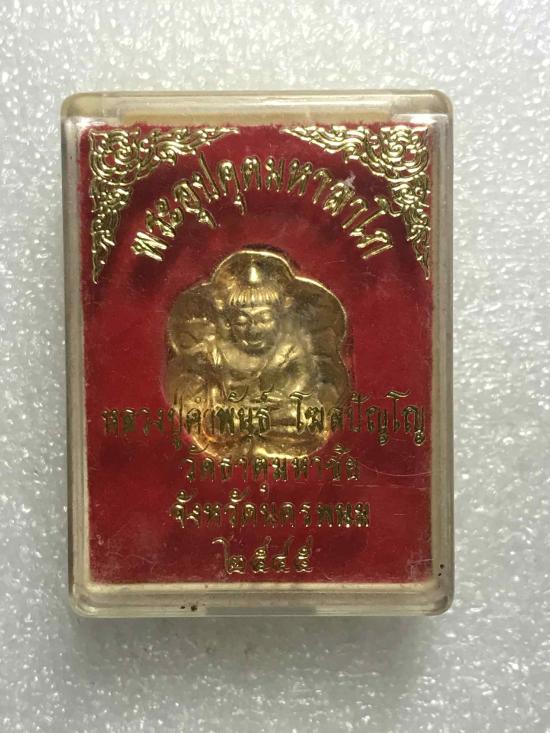 พระอุปคุตมหาลาโภ
หลวงปู่คำพันธ์ โฆสปัญโญ
วัดธาตุมหาชัย
จังหวัดนครพนม
๒๕๔๕